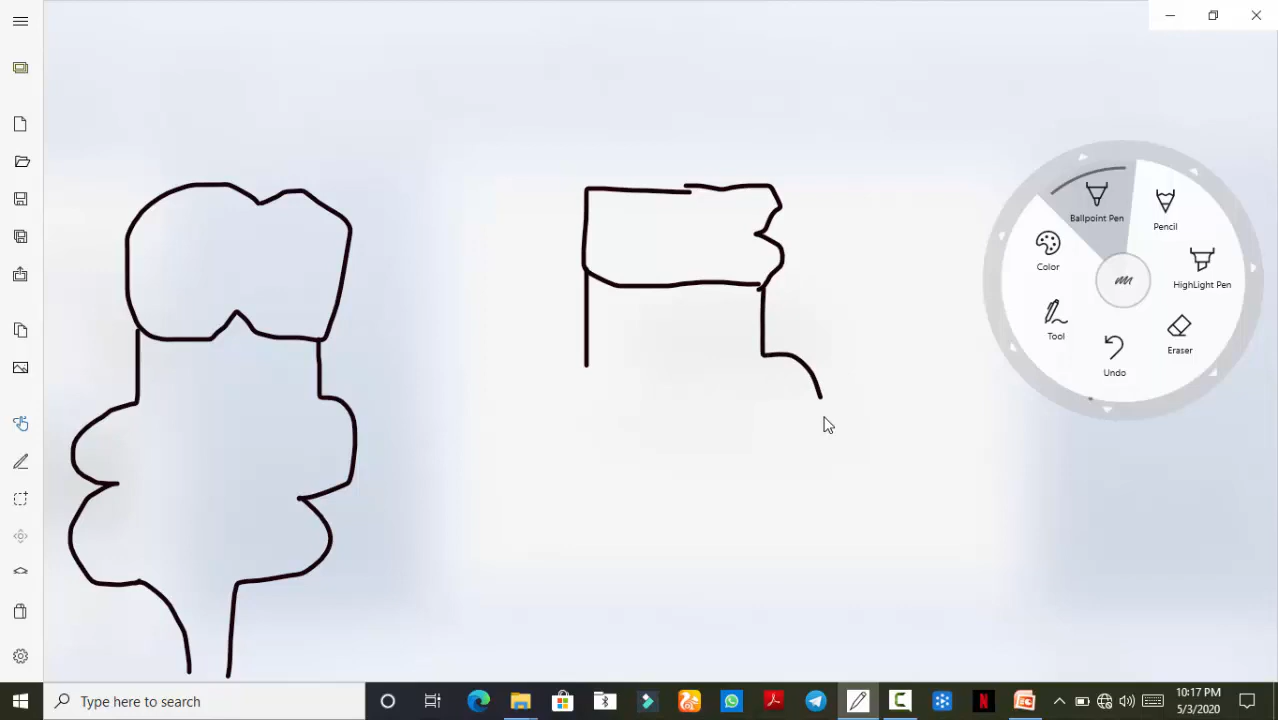 Ballpoint Pen
Pencil
Color
HighLight Pen
Tool
Eraser
Undo
Type here to search
10:17 PM
5/3/2020